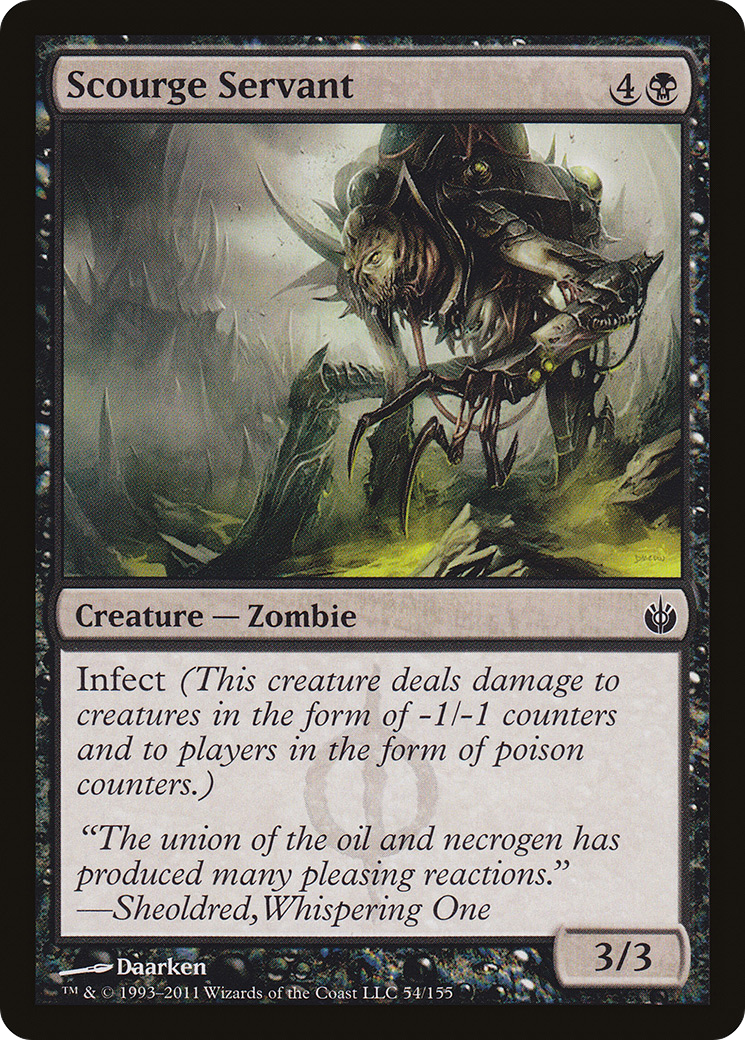 Scourge Servant 4
Creature — Zombie
Infect (This creature deals damage to
creatures in the form of -1/-1 counters
and to players in the form of poison
counters.)
“The union of the oil and necrogen has
produced many pleasing reactions.”
—Sheoldred, Whispering One
3/3
Daarken
™ & © 1993–2011 Wizards of the Coast LLC 54/155